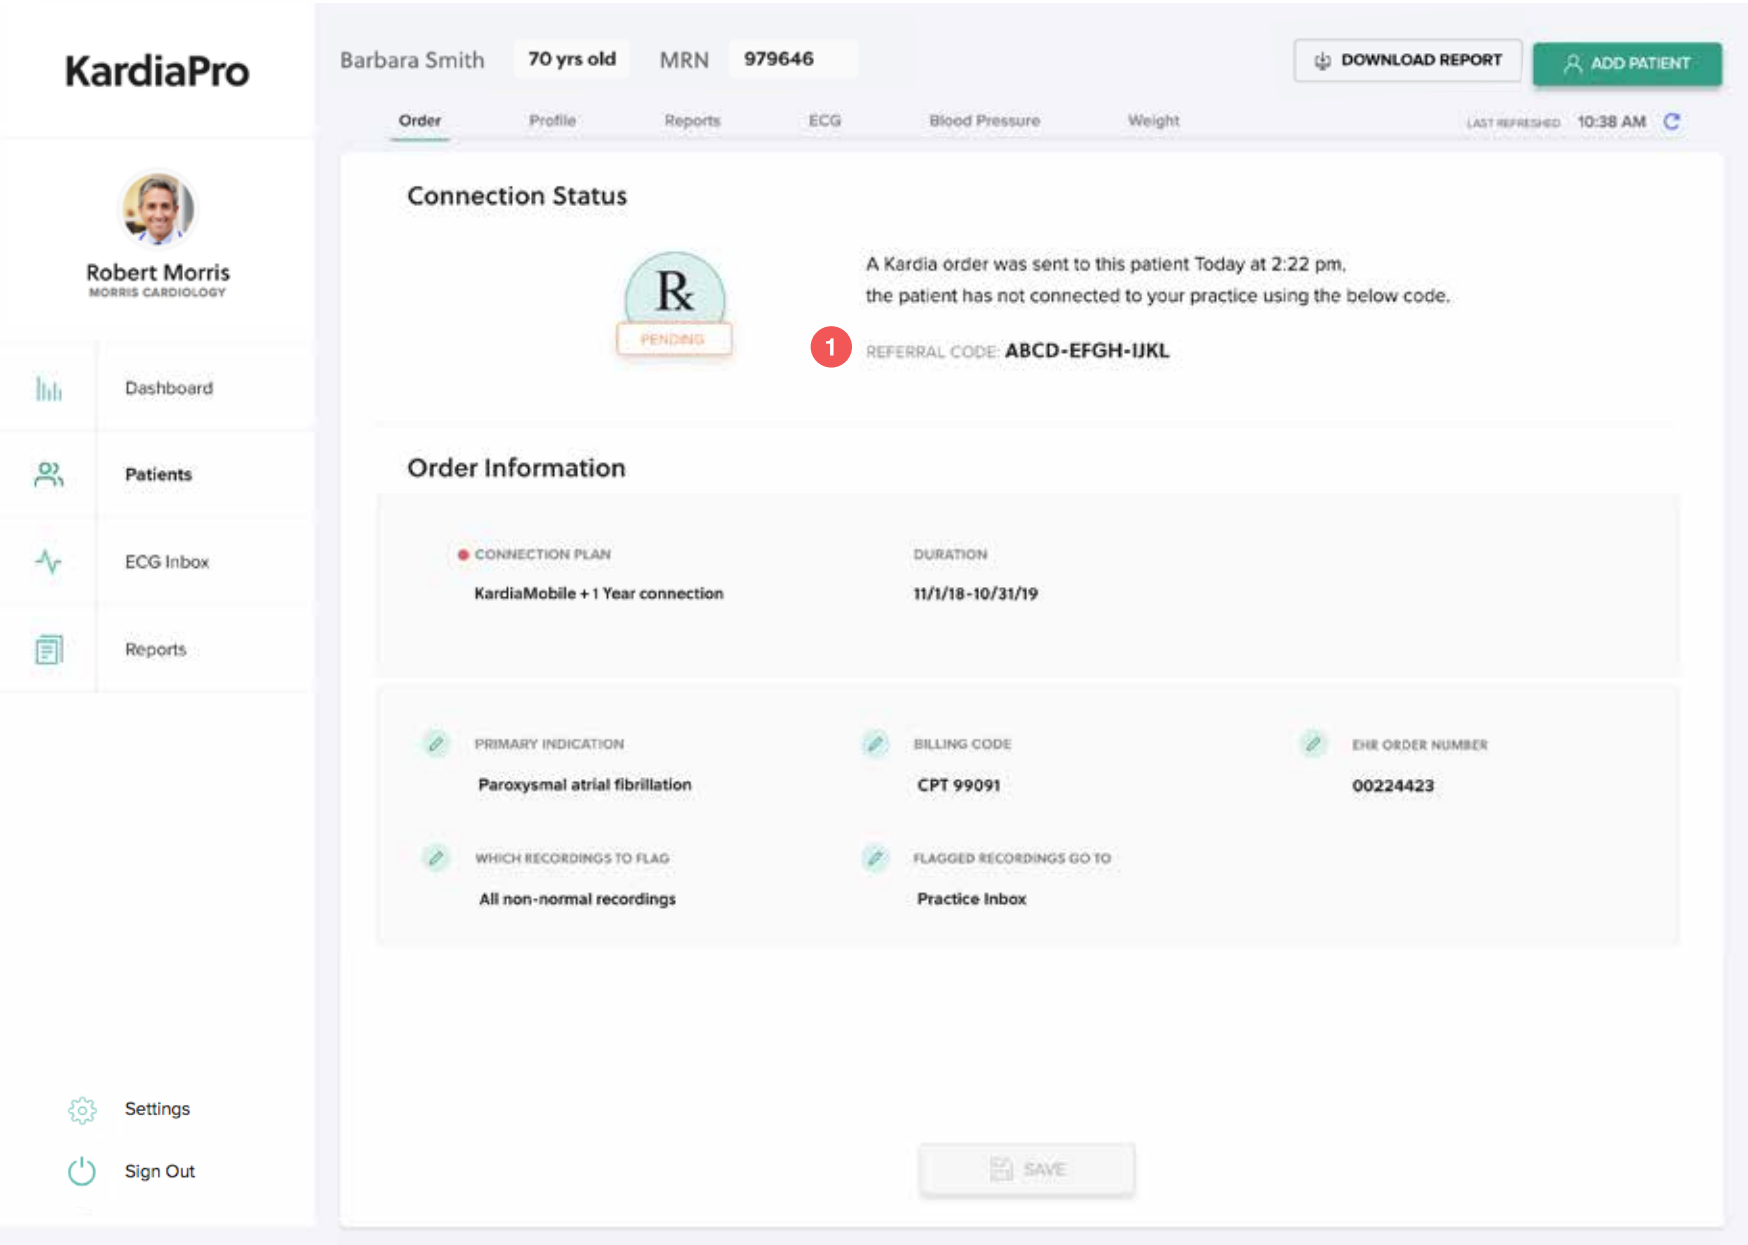 KardiaPro
Barbara Smith 70 yrs old MRN 979646
DOWNLOAD REPORT
ADD PATIENT
Order Profile Reports ECG Blood Pressure Weight
LAST REFRESHED 10:38 AM
Robert Morris
MORRIS CARDIOLOGY
Dashboard
Patients
ECG Inbox
Reports
Settings
Sign Out
Connection Status
Rx
PENDING
A Kardia order was sent to this patient Today at 2:22 pm,
the patient has not connected to your practice using the below code.
1
REFERRAL CODE: ABCD-EFGH-IJKL
Order Information
CONNECTION PLAN DURATION
KardiaMobile + 1 Year connection 11/1/18-10/31/19
PRIMARY INDICATION BILLING CODE EHR ORDER NUMBER
Paroxysmal atrial fibrillation CPT 99091 00224423
WHICH RECORDINGS TO FLAG FLAGGED RECORDINGS GO TO
All non-normal recordings Practice Inbox
SAVE